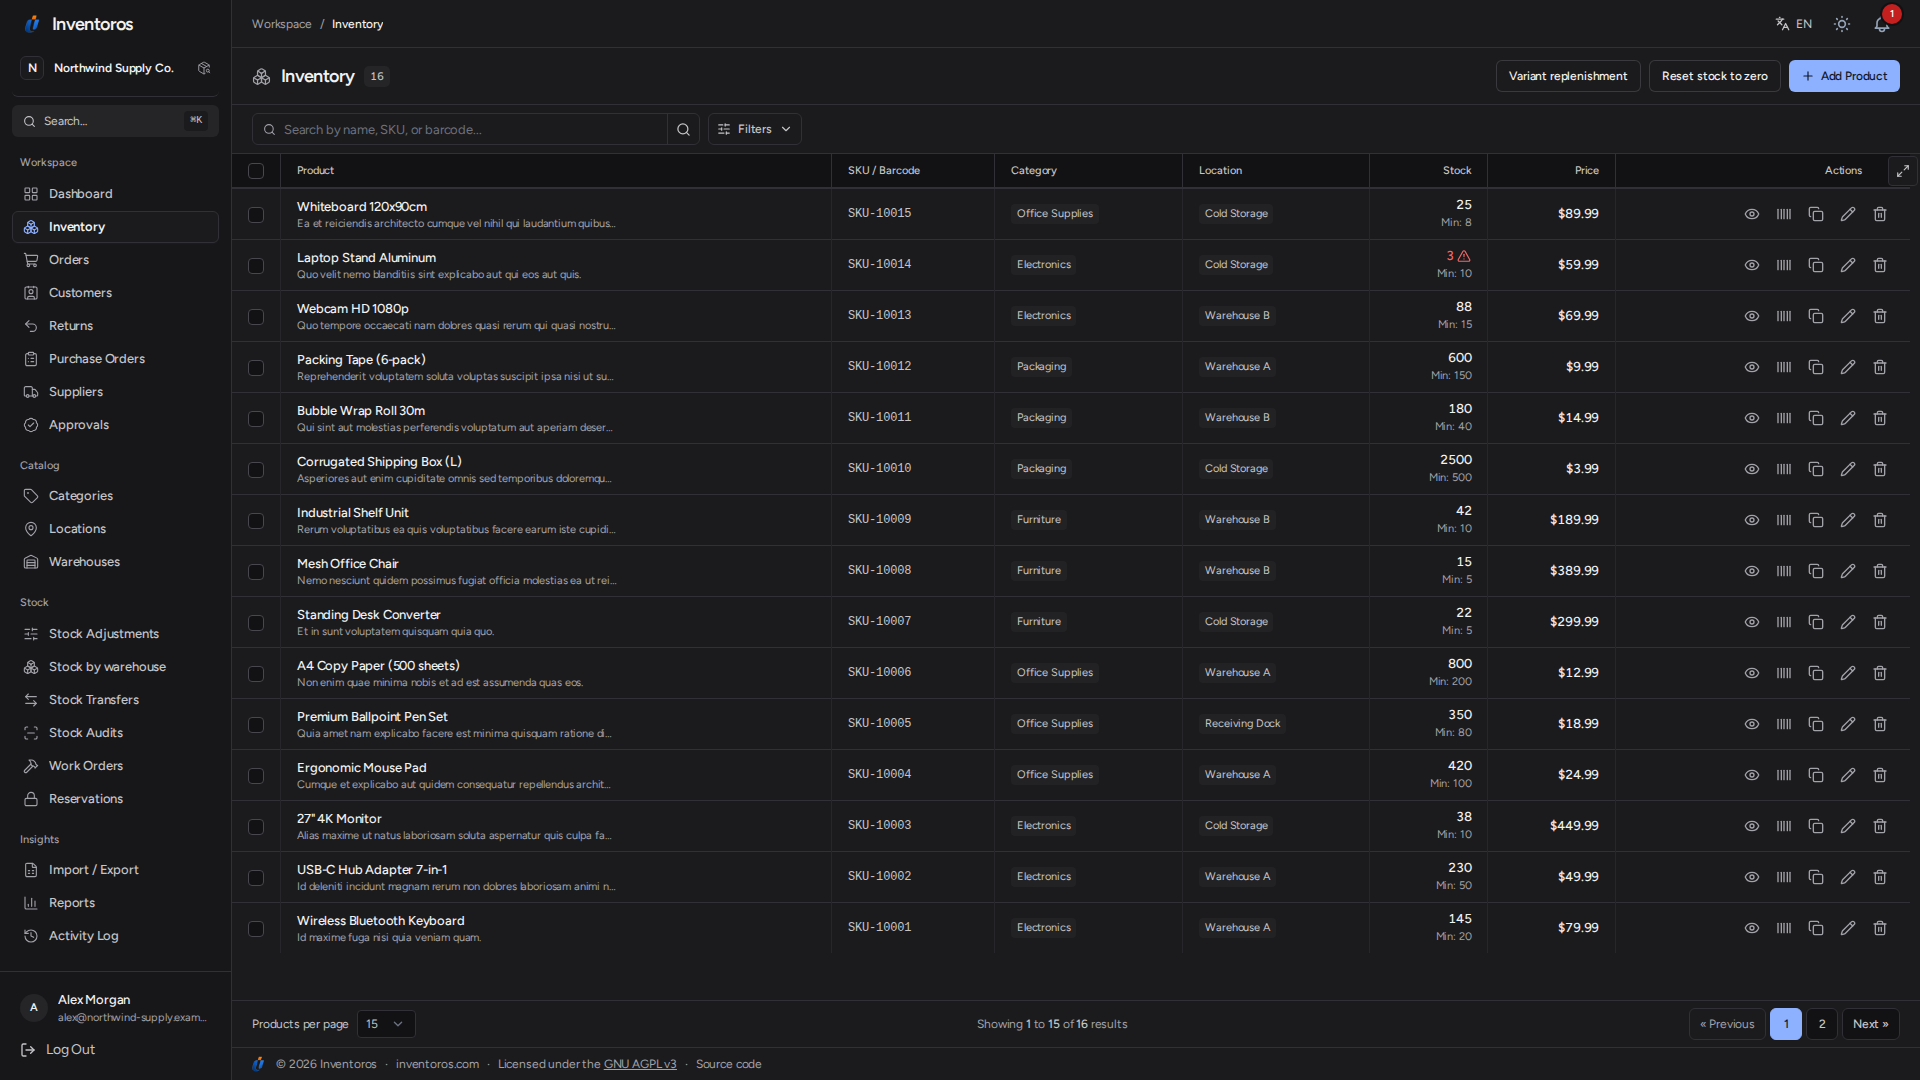 Inventoros
N Northwind Supply Co.
Search... ⌘K
Workspace
Dashboard
Inventory
Orders
Customers
Returns
Purchase Orders
Suppliers
Approvals
Catalog
Categories
Locations
Warehouses
Stock
Stock Adjustments
Stock by warehouse
Stock Transfers
Stock Audits
Work Orders
Reservations
Insights
Import / Export
Reports
Activity Log
A
Alex Morgan
alex@northwind-supply.exam...
Log Out
Workspace / Inventory
EN 1
Inventory 16
Variant replenishment Reset stock to zero + Add Product
Search by name, SKU, or barcode... Filters
Product SKU / Barcode Category Location Stock Price Actions
Whiteboard 120x90cm SKU-10015 Office Supplies Cold Storage 25 $89.99
Ea et reiciendis architecto cumque vel nihil qui laudantium quibus... Min: 8
Laptop Stand Aluminum SKU-10014 Electronics Cold Storage 3 $59.99
Quo velit nemo blanditiis sint explicabo aut qui eos aut quis. Min: 10
Webcam HD 1080p SKU-10013 Electronics Warehouse B 88 $69.99
Quo tempore occaecati nam dolores quasi rerum qui quasi nostru... Min: 15
Packing Tape (6-pack) SKU-10012 Packaging Warehouse A 600 $9.99
Reprehenderit voluptatem soluta voluptas suscipit ipsa nisi ut su... Min: 150
Bubble Wrap Roll 30m SKU-10011 Packaging Warehouse B 180 $14.99
Qui sint aut molestias perferendis voluptatum aut aperiam deser... Min: 40
Corrugated Shipping Box (L) SKU-10010 Packaging Cold Storage 2500 $3.99
Asperiores aut enim cupiditate omnis sed temporibus doloremqu... Min: 500
Industrial Shelf Unit SKU-10009 Furniture Warehouse B 42 $189.99
Rerum voluptatibus ea quis voluptatibus facere earum iste cupidi... Min: 10
Mesh Office Chair SKU-10008 Furniture Warehouse B 15 $389.99
Nemo nesciunt quidem possimus fugiat officia molestias ea ut rei... Min: 5
Standing Desk Converter SKU-10007 Furniture Cold Storage 22 $299.99
Et in sunt voluptatem quisquam quia quo. Min: 5
A4 Copy Paper (500 sheets) SKU-10006 Office Supplies Warehouse A 800 $12.99
Non enim quae minima nobis et ad est assumenda quas eos. Min: 200
Premium Ballpoint Pen Set SKU-10005 Office Supplies Receiving Dock 350 $18.99
Quia amet nam explicabo facere est minima quisquam ratione di... Min: 80
Ergonomic Mouse Pad SKU-10004 Office Supplies Warehouse A 420 $24.99
Cumque et explicabo aut quidem consequatur repellendus archit... Min: 100
27" 4K Monitor SKU-10003 Electronics Cold Storage 38 $449.99
Alias maxime ut natus laboriosam soluta aspernatur quis culpa fa... Min: 10
USB-C Hub Adapter 7-in-1 SKU-10002 Electronics Warehouse A 230 $49.99
Id deleniti incidunt magnam rerum non dolores laboriosam animi n... Min: 50
Wireless Bluetooth Keyboard SKU-10001 Electronics Warehouse A 145 $79.99
Id maxime fuga nisi quia veniam quam. Min: 20
Products per page 15 Showing 1 to 15 of 16 results « Previous 1 2 Next »
© 2026 Inventoros · inventoros.com · Licensed under the GNU AGPL v3 · Source code